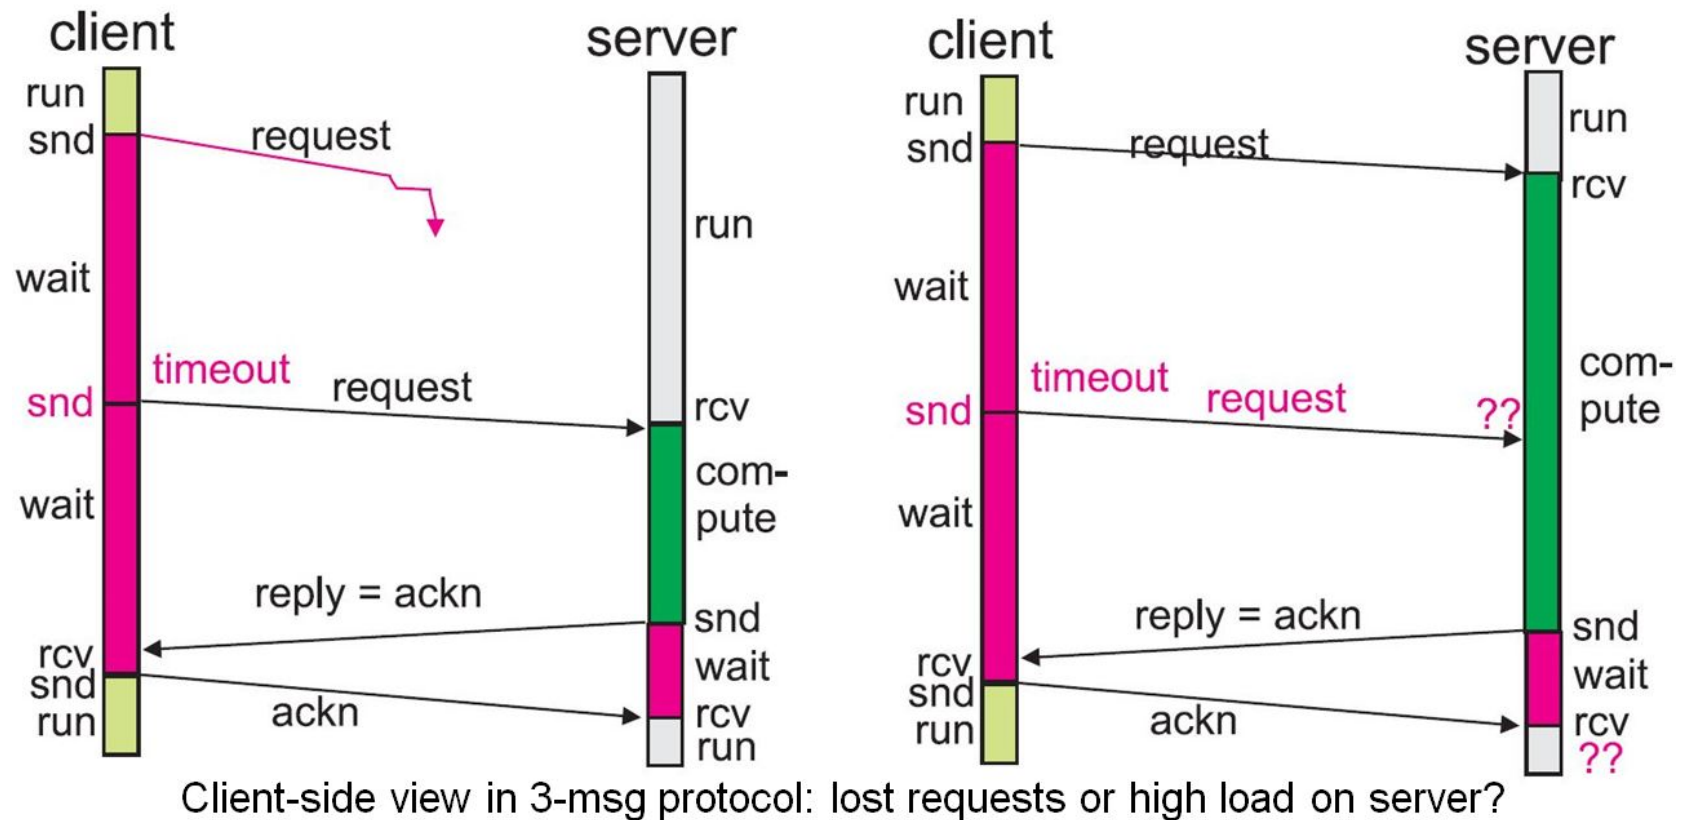 client
server
run
snd
request
run
wait
timeout
snd
request
rcv
com-
pute
wait
reply = ackn
snd
rcv
wait
snd
ackn
rcv
run
run
client
server
run
run
snd
request
rcv
wait
com-
timeout
request
??
pute
snd
wait
reply = ackn
snd
rcv
wait
snd
ackn
rcv
run
??
Client-side view in 3-msg protocol: lost requests or high load on server?